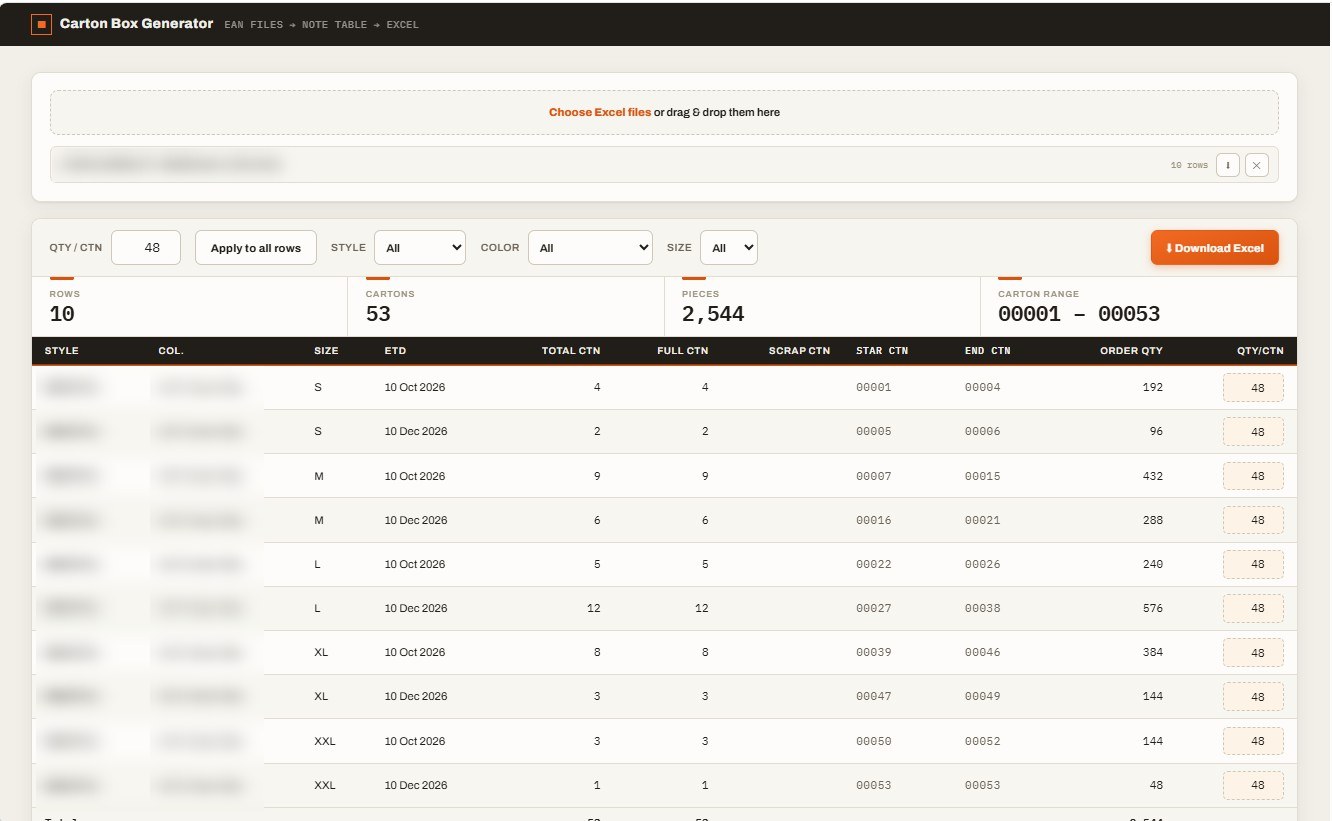 Carton Box Generator EAN FILES → NOTE TABLE → EXCEL
Choose Excel files or drag & drop them here
10 rows
QTY / CTN 48 Apply to all rows STYLE All COLOR All SIZE All ⬇ Download Excel
ROWS CARTONS PIECES CARTON RANGE
10 53 2,544 00001 – 00053
STYLE COL. SIZE ETD TOTAL CTN FULL CTN SCRAP CTN STAR CTN END CTN ORDER QTY QTY/CTN
S 10 Oct 2026 4 4 00001 00004 192 48
S 10 Dec 2026 2 2 00005 00006 96 48
M 10 Oct 2026 9 9 00007 00015 432 48
M 10 Dec 2026 6 6 00016 00021 288 48
L 10 Oct 2026 5 5 00022 00026 240 48
L 10 Dec 2026 12 12 00027 00038 576 48
XL 10 Oct 2026 8 8 00039 00046 384 48
XL 10 Dec 2026 3 3 00047 00049 144 48
XXL 10 Oct 2026 3 3 00050 00052 144 48
XXL 10 Dec 2026 1 1 00053 00053 48 48